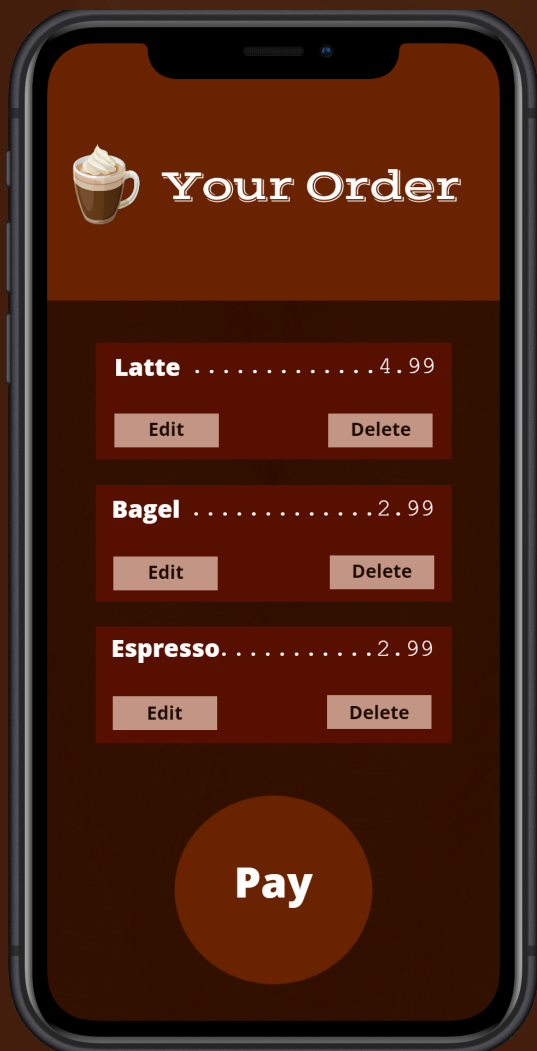 Your Order
Latte .............4.99
Edit Delete
Bagel .............2.99
Edit Delete
Espresso...........2.99
Edit Delete
Pay